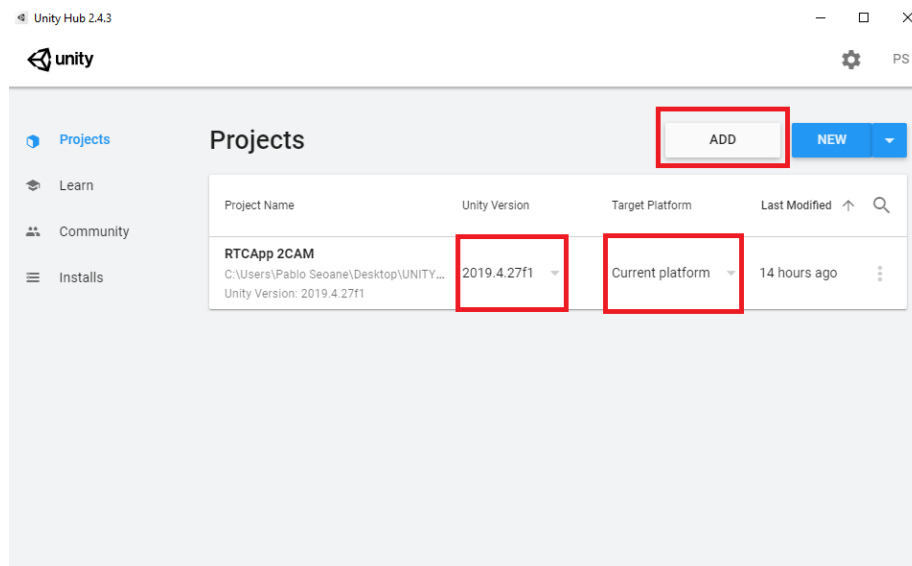 Unity Hub 2.4.3
unity
PS
Projects
Learn
Community
Installs
Projects
ADD
NEW
Project Name
Unity Version
Target Platform
Last Modified
RTCApp 2CAM
C:\Users\Pablo Seoane\Desktop\UNITY...
Unity Version: 2019.4.27f1
2019.4.27f1
Current platform
14 hours ago